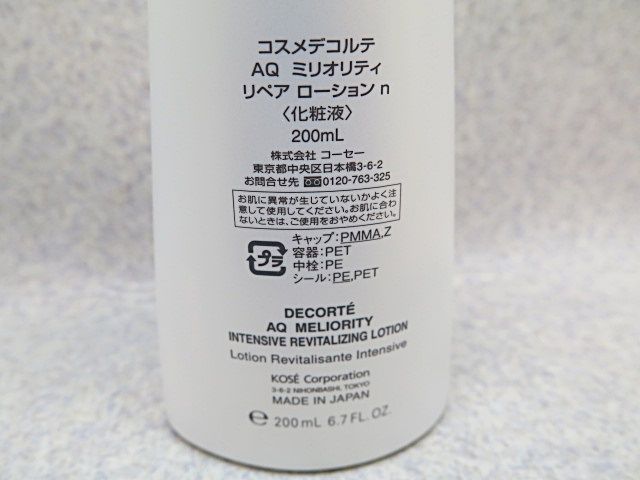 コスメデコルテ
AQ ミリオリティ
リペア ローション n
〈化粧液〉
200mL
株式会社 コーセー
東京都中央区日本橋3-6-2
お問合せ先 0120-763-325
お肌に異常が生じていないかよく注
意して使用してください。お肌に合わ
ないときは、ご使用をおやめください。
プラ
キャップ:PMMA,Z
容器:PET
中栓:PE
シール:PE,PET
DECORTÉ
AQ MELIORITY
INTENSIVE REVITALIZING LOTION
Lotion Revitalisante Intensive
KOSÉ Corporation
3-6-2 NIHONBASHI, TOKYO
MADE IN JAPAN
℮ 200mL 6.7 FL. OZ.